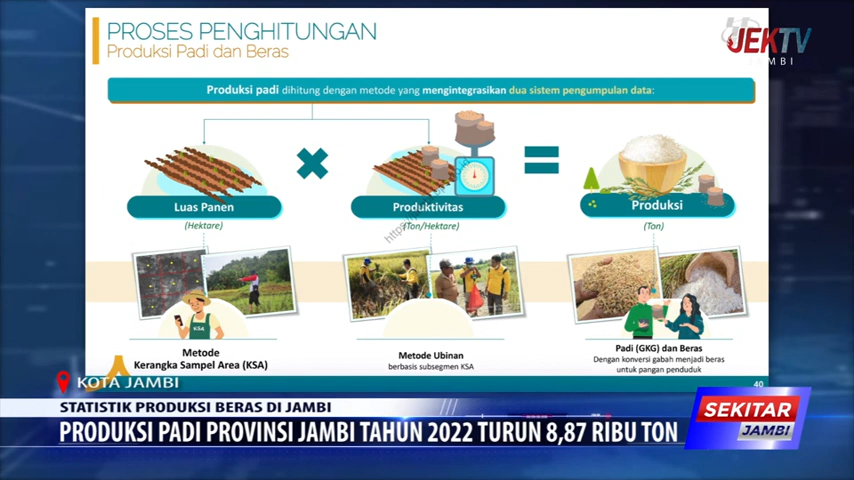 PROSES PENGHITUNGAN
Produksi Padi dan Beras
JEKTV
JAMBI
Produksi padi dihitung dengan metode yang mengintegrasikan dua sistem pengumpulan data:
Luas Panen
Produktivitas
Produksi
(Hektare)
(Ton/Hektare)
(Ton)
KSA
Metode
Kerangka Sampel Area (KSA)
Metode Ubinan
berbasis subsegmen KSA
Padi (GKG) dan Beras
Dengan konversi gabah menjadi beras
untuk pangan penduduk
40
KOTA JAMBI
STATISTIK PRODUKSI BERAS DI JAMBI
PRODUKSI PADI PROVINSI JAMBI TAHUN 2022 TURUN 8,87 RIBU TON
SEKITAR
JAMBI